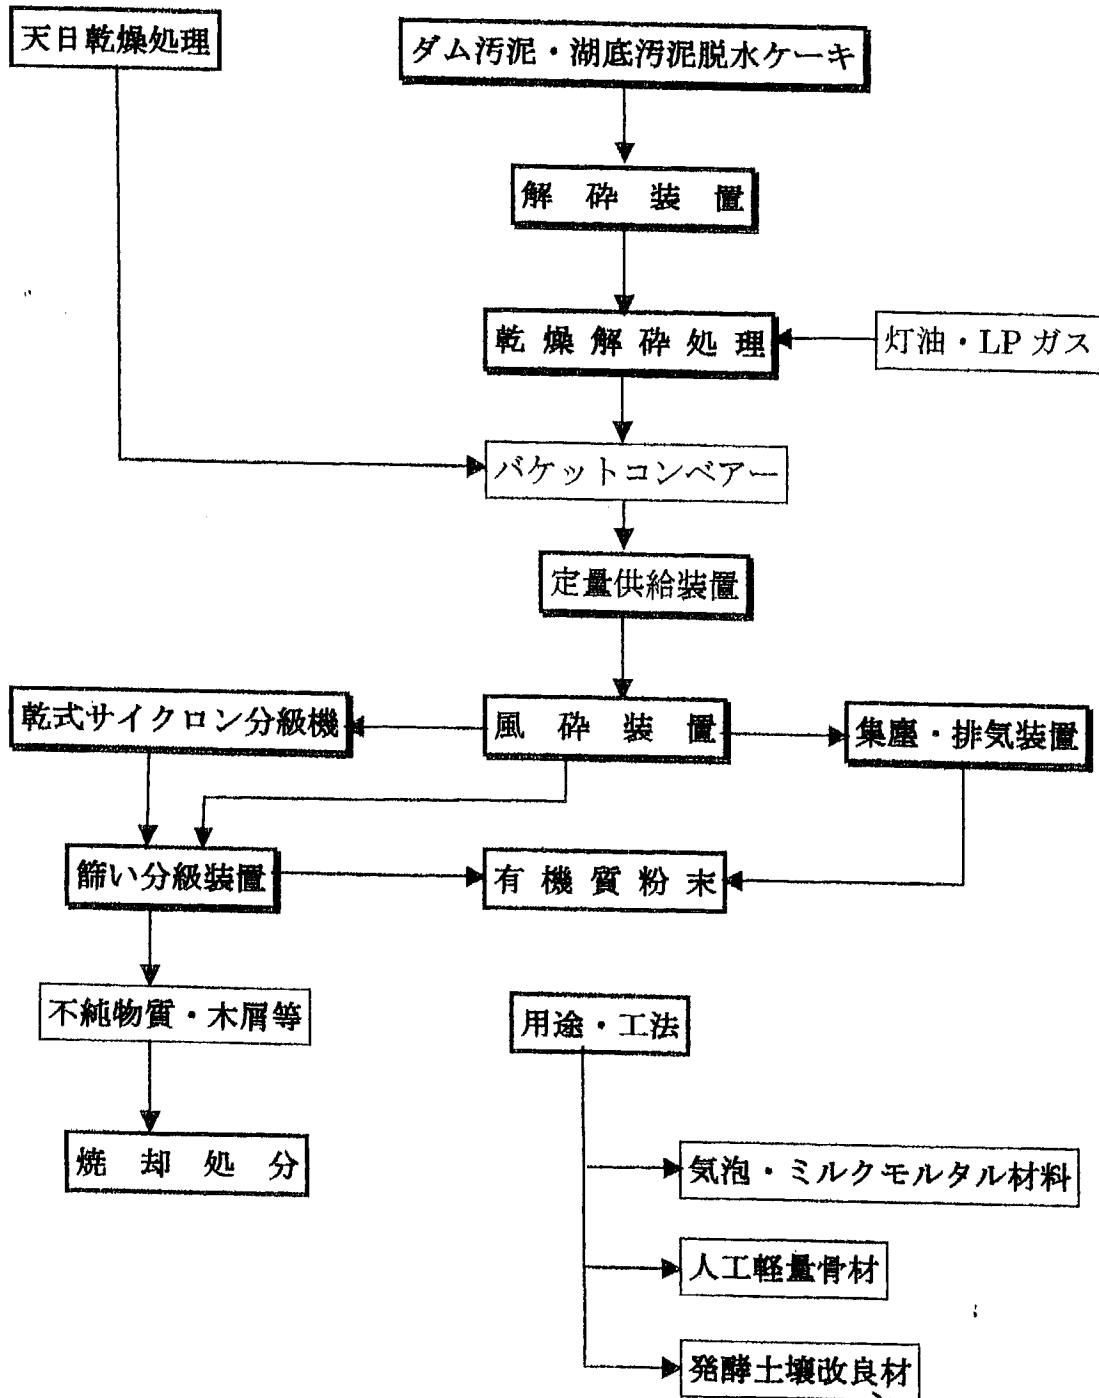 天日乾燥処理
ダム汚泥・湖底汚泥脱水ケーキ
解砕装置
乾燥解砕処理
灯油・LPガス
バケットコンベアー
定量供給装置
乾式サイクロン分級機
風砕装置
集塵・排気装置
篩い分級装置
有機質粉末
不純物質・木屑等
用途・工法
焼却処分
気泡・ミルクモルタル材料
人工軽量骨材
発酵土壌改良材